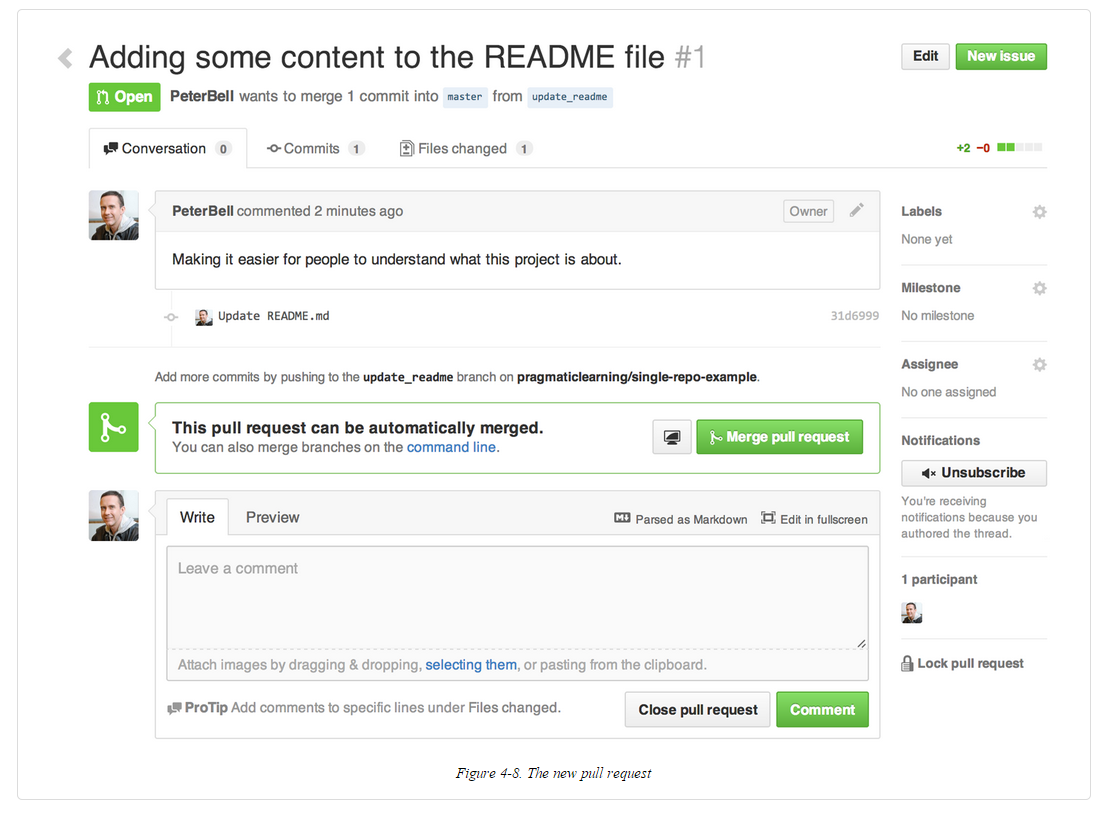 Adding some content to the README file #1
Edit
New issue
Open
PeterBell wants to merge 1 commit into master from update_readme
Conversation 0
Commits 1
Files changed 1
+2 −0
PeterBell commented 2 minutes ago
Owner
Making it easier for people to understand what this project is about.
Update README.md
31d6999
Add more commits by pushing to the update_readme branch on pragmaticlearning/single-repo-example.
This pull request can be automatically merged.
You can also merge branches on the command line.
Merge pull request
Write
Preview
Parsed as Markdown
Edit in fullscreen
Leave a comment
Attach images by dragging & dropping, selecting them, or pasting from the clipboard.
ProTip Add comments to specific lines under Files changed.
Close pull request
Comment
Labels
None yet
Milestone
No milestone
Assignee
No one assigned
Notifications
Unsubscribe
You're receiving
notifications because you
authored the thread.
1 participant
Lock pull request
Figure 4-8. The new pull request